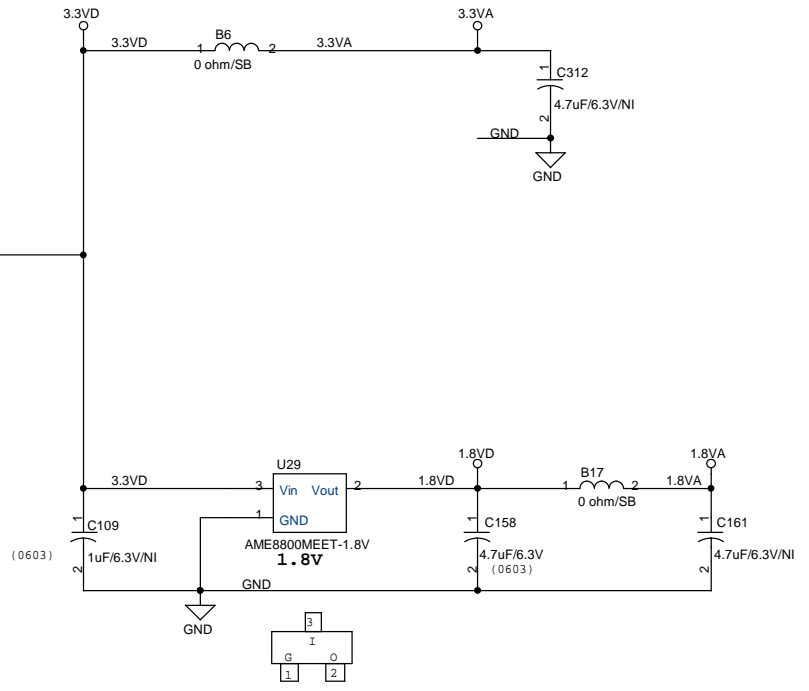 3.3VD
3.3VA
3.3VD
1
B6
2
3.3VA
0 ohm/SB
1
C312
4.7uF/6.3V/NI
2
GND
GND
U29
1.8VD
1.8VA
3.3VD
3
Vin
Vout
2
1.8VD
1
B17
2
1.8VA
0 ohm/SB
1
GND
1
C109
1uF/6.3V/NI
2
(0603)
AME8800MEET-1.8V
1.8V
1
C158
4.7uF/6.3V
2
(0603)
1
C161
4.7uF/6.3V/NI
2
GND
GND
3
I
G
O
1
2